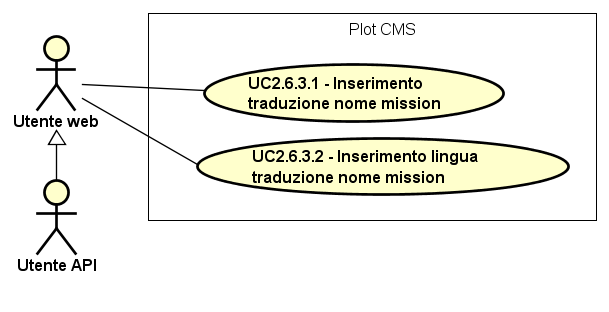 Plot CMS
UC2.6.3.1 - Inserimento
traduzione nome mission
Utente web
UC2.6.3.2 - Inserimento lingua
traduzione nome mission
Utente API